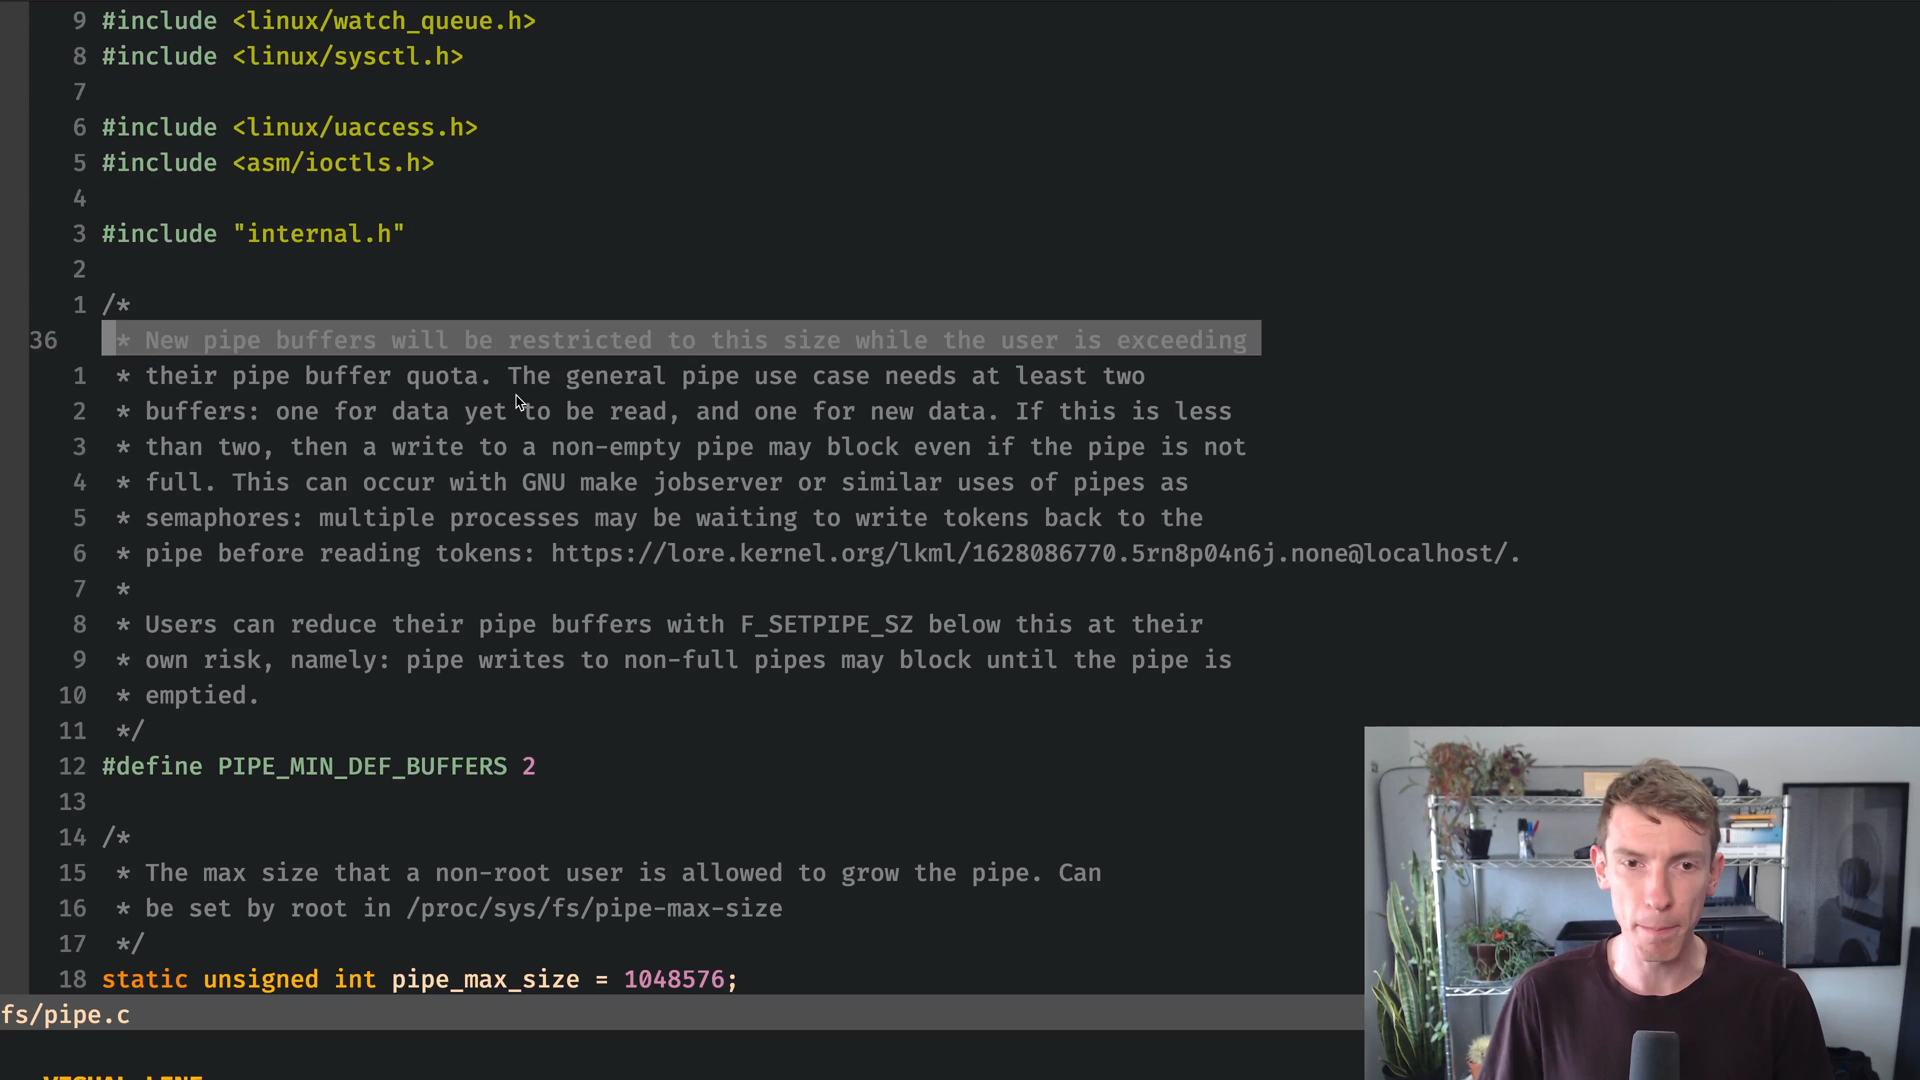 9 #include <linux/watch_queue.h>
8 #include <linux/sysctl.h>
7
6 #include <linux/uaccess.h>
5 #include <asm/ioctls.h>
4
3 #include "internal.h"
2
1 /*
36 * New pipe buffers will be restricted to this size while the user is exceeding
1 * their pipe buffer quota. The general pipe use case needs at least two
2 * buffers: one for data yet to be read, and one for new data. If this is less
3 * than two, then a write to a non-empty pipe may block even if the pipe is not
4 * full. This can occur with GNU make jobserver or similar uses of pipes as
5 * semaphores: multiple processes may be waiting to write tokens back to the
6 * pipe before reading tokens: https://lore.kernel.org/lkml/1628086770.5rn8p04n6j.none@localhost/.
7 *
8 * Users can reduce their pipe buffers with F_SETPIPE_SZ below this at their
9 * own risk, namely: pipe writes to non-full pipes may block until the pipe is
10 * emptied.
11 */
12 #define PIPE_MIN_DEF_BUFFERS 2
13
14 /*
15 * The max size that a non-root user is allowed to grow the pipe. Can
16 * be set by root in /proc/sys/fs/pipe-max-size
17 */
18 static unsigned int pipe_max_size = 1048576;
fs/pipe.c
VISUAL LINE